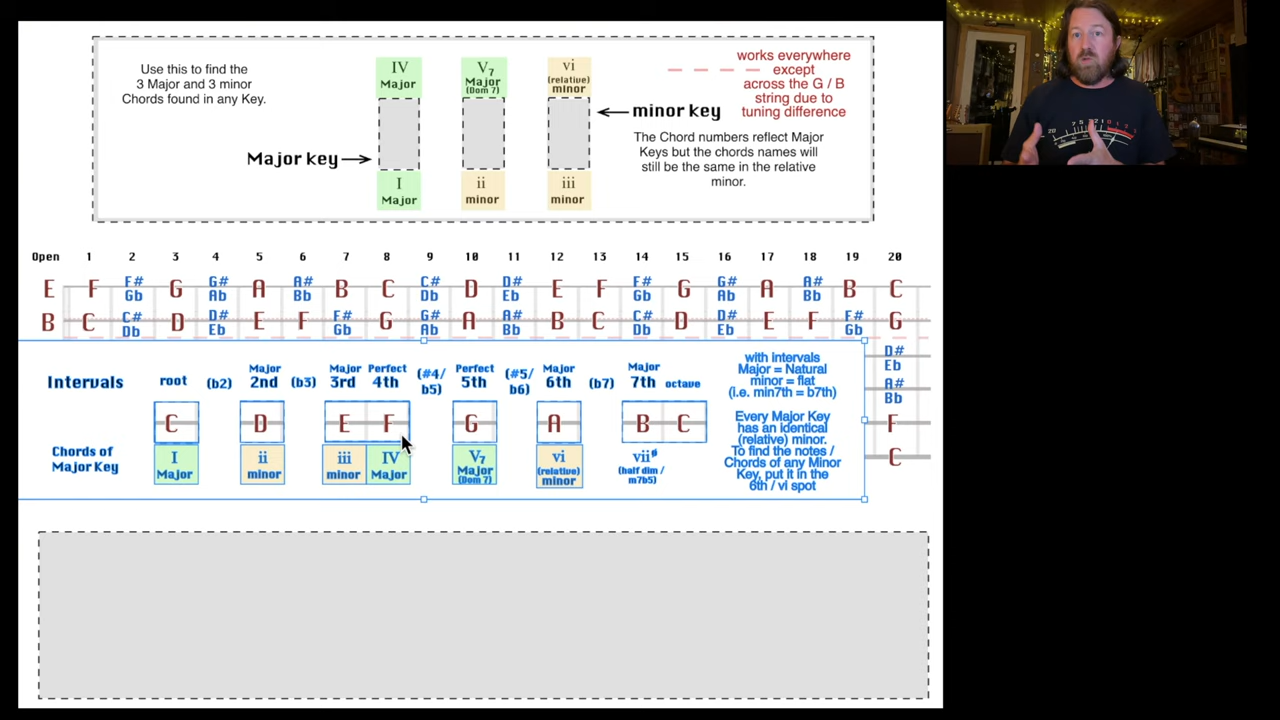 Use this to find the
3 Major and 3 minor
Chords found in any Key.
IV
Major
V7
Major
(Dom 7)
vi
(relative)
minor
works everywhere
except
across the G / B
string due to
tuning difference
Major key
minor key
The Chord numbers reflect Major
Keys but the chords names will
still be the same in the relative
minor.
I
Major
ii
minor
iii
minor
Open 1 2 3 4 5 6 7 8 9 10 11 12 13 14 15 16 17 18 19 20
E F F# Gb G G# Ab A A# Bb B C C# Db D D# Eb E F F# Gb G G# Ab A A# Bb B C
B C C# Db D D# Eb E F F# Gb G G# Ab A A# Bb B C C# Db D D# Eb E F F# Gb G
D# Eb
A# Bb
F
C
Intervals root (b2) Major 2nd (b3) Major 3rd Perfect 4th (#4/ b5) Perfect 5th (#5/ b6) Major 6th (b7) Major 7th octave
C D E F G A B C
Chords of
Major Key
I
Major
ii
minor
iii
minor
IV
Major
V7
Major
(Dom 7)
vi
(relative)
minor
viiø
(half dim /
m7b5)
with intervals
Major = Natural
minor = flat
(i.e. min7th = b7th)
Every Major Key
has an identical
(relative) minor.
To find the notes /
Chords of any Minor
Key, put it in the
6th / vi spot